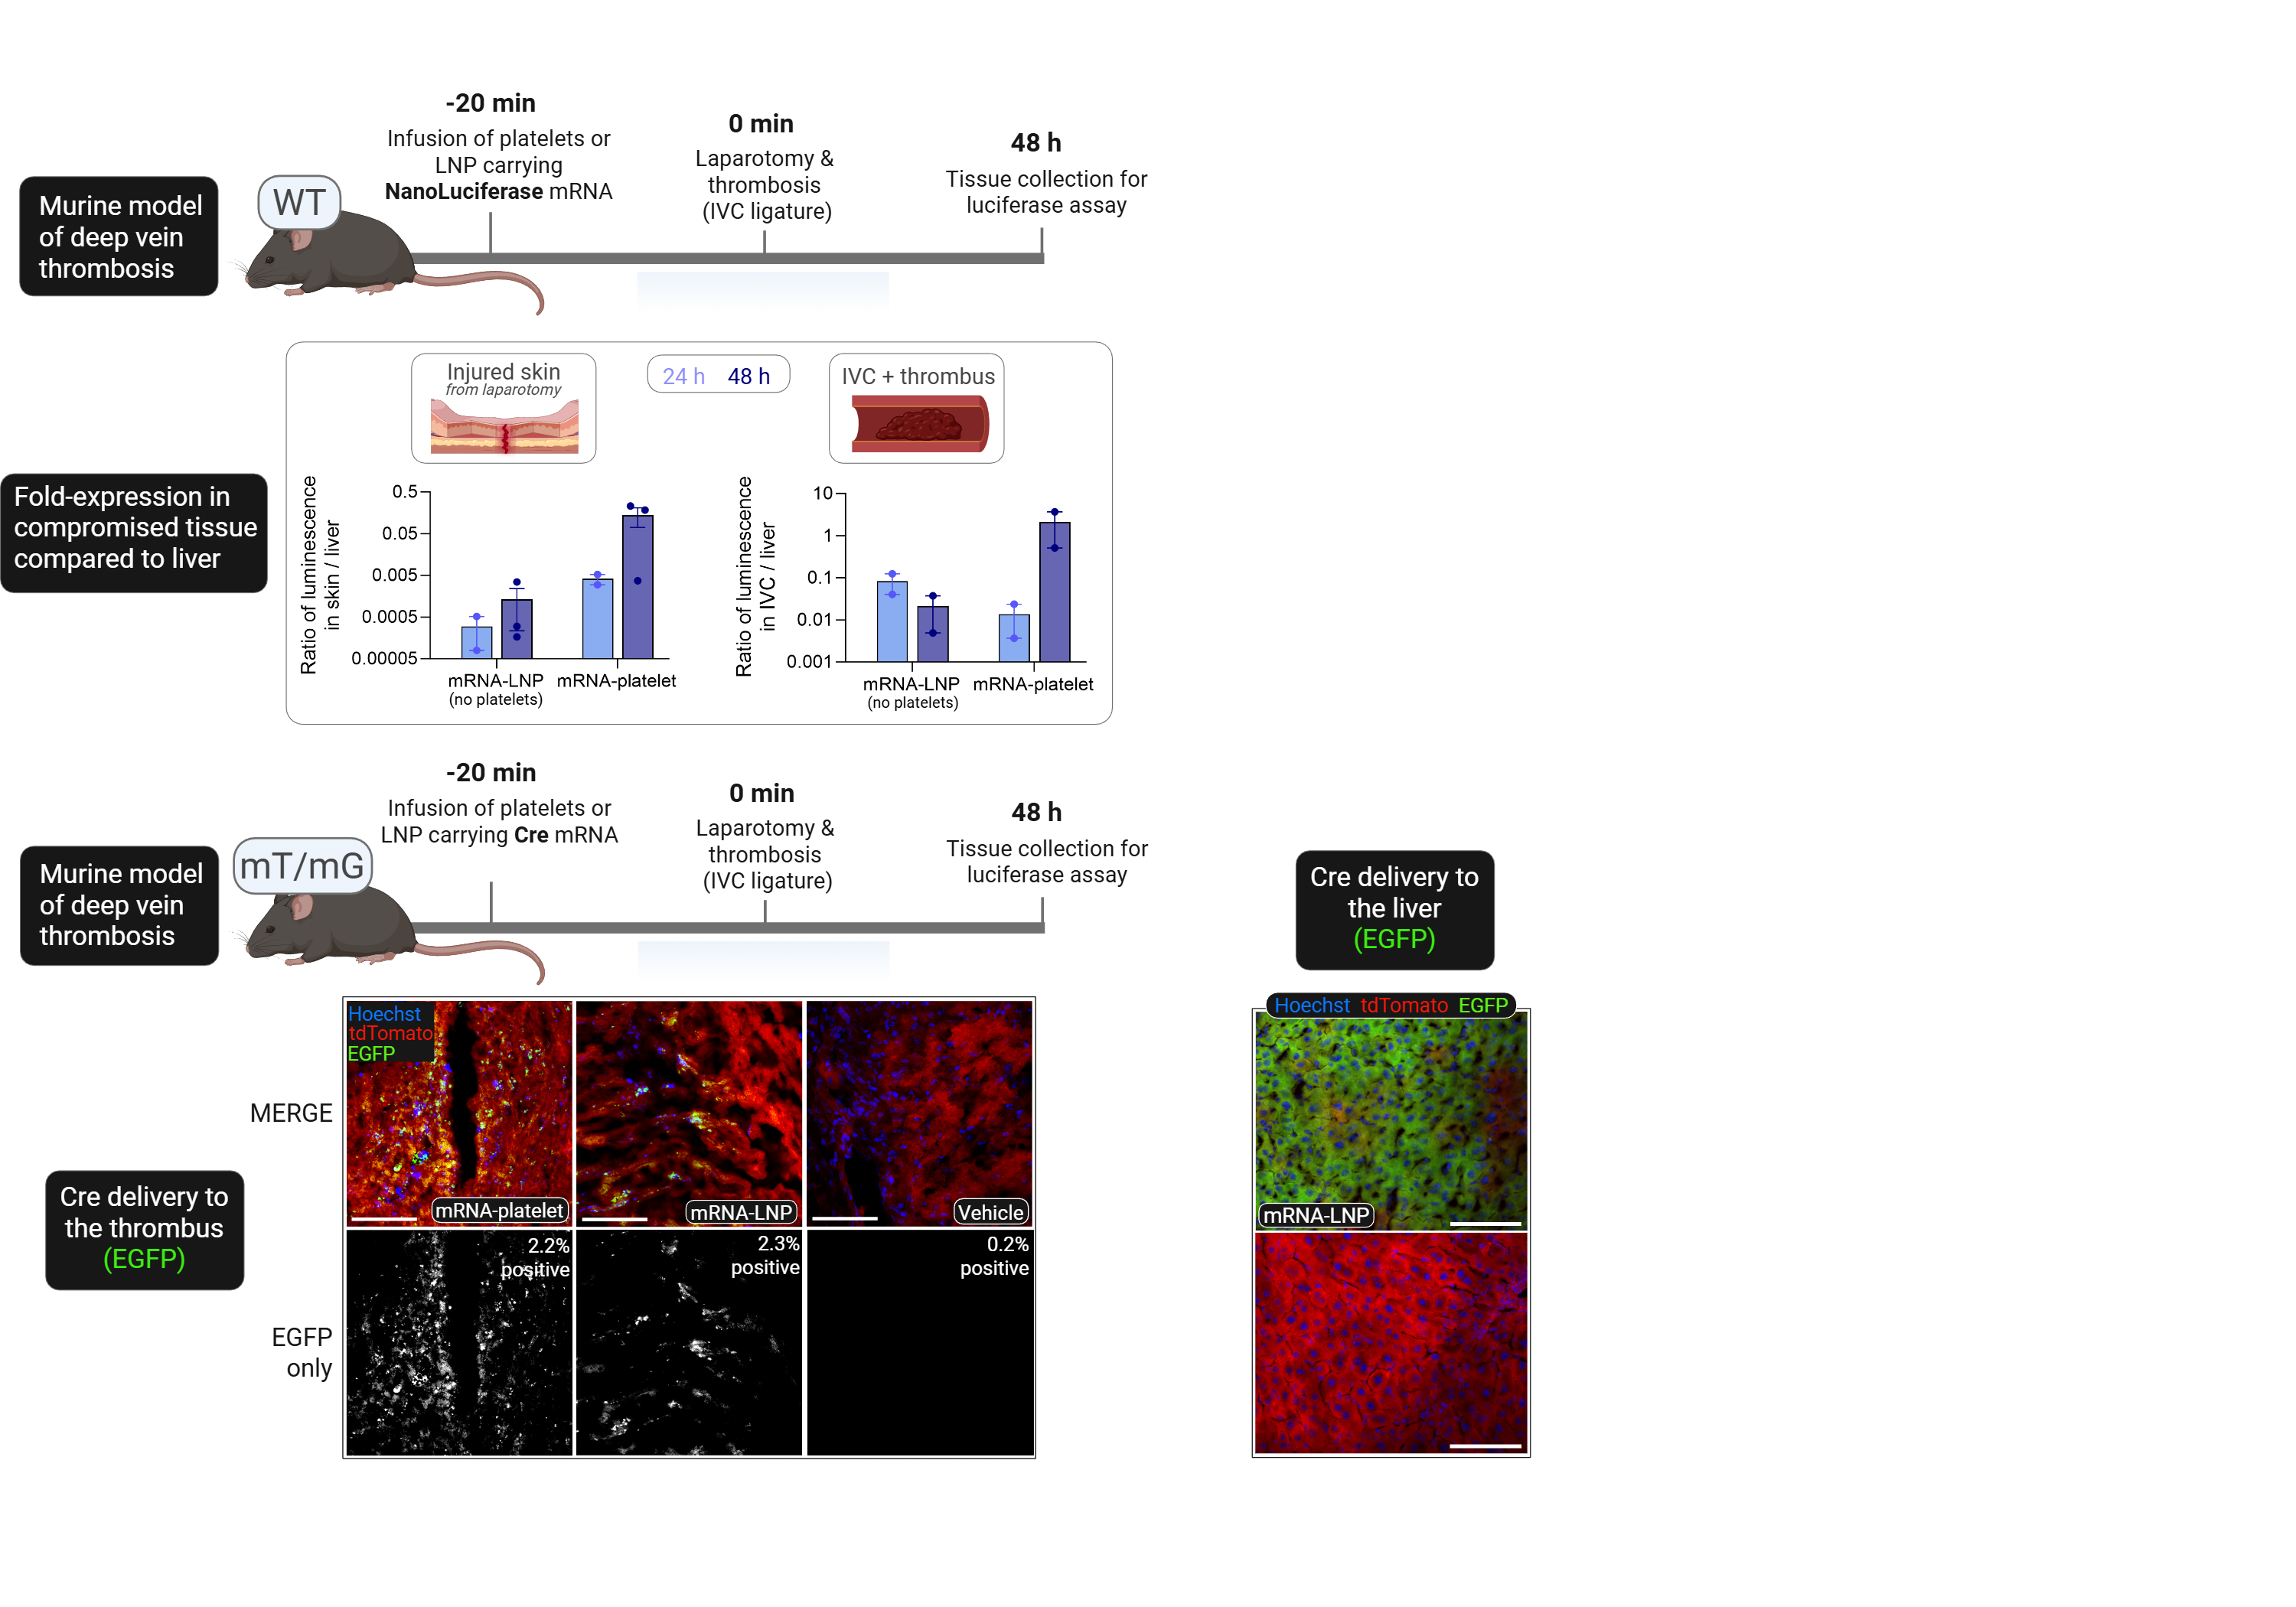 -20 min
Infusion of platelets or
LNP carrying
NanoLuciferase mRNA
0 min
Laparotomy &
thrombosis
(IVC ligature)
48 h
Tissue collection for
luciferase assay
Murine model
of deep vein
thrombosis
WT
Injured skin
from laparotomy
24 h 48 h
IVC + thrombus
Fold-expression in
compromised tissue
compared to liver
Ratio of luminescence
in skin / liver
0.5
0.05
0.005
0.0005
0.00005
mRNA-LNP
(no platelets)
mRNA-platelet
Ratio of luminescence
in IVC / liver
10
1
0.1
0.01
0.001
mRNA-LNP
(no platelets)
mRNA-platelet
-20 min
Infusion of platelets or
LNP carrying Cre mRNA
0 min
Laparotomy &
thrombosis
(IVC ligature)
48 h
Tissue collection for
luciferase assay
Murine model
of deep vein
thrombosis
mT/mG
Cre delivery to
the liver
(EGFP)
Hoechst
tdTomato
EGFP
MERGE
mRNA-platelet
mRNA-LNP
Vehicle
Cre delivery to
the thrombus
(EGFP)
EGFP
only
2.2%
positive
2.3%
positive
0.2%
positive
Hoechst tdTomato EGFP
mRNA-LNP